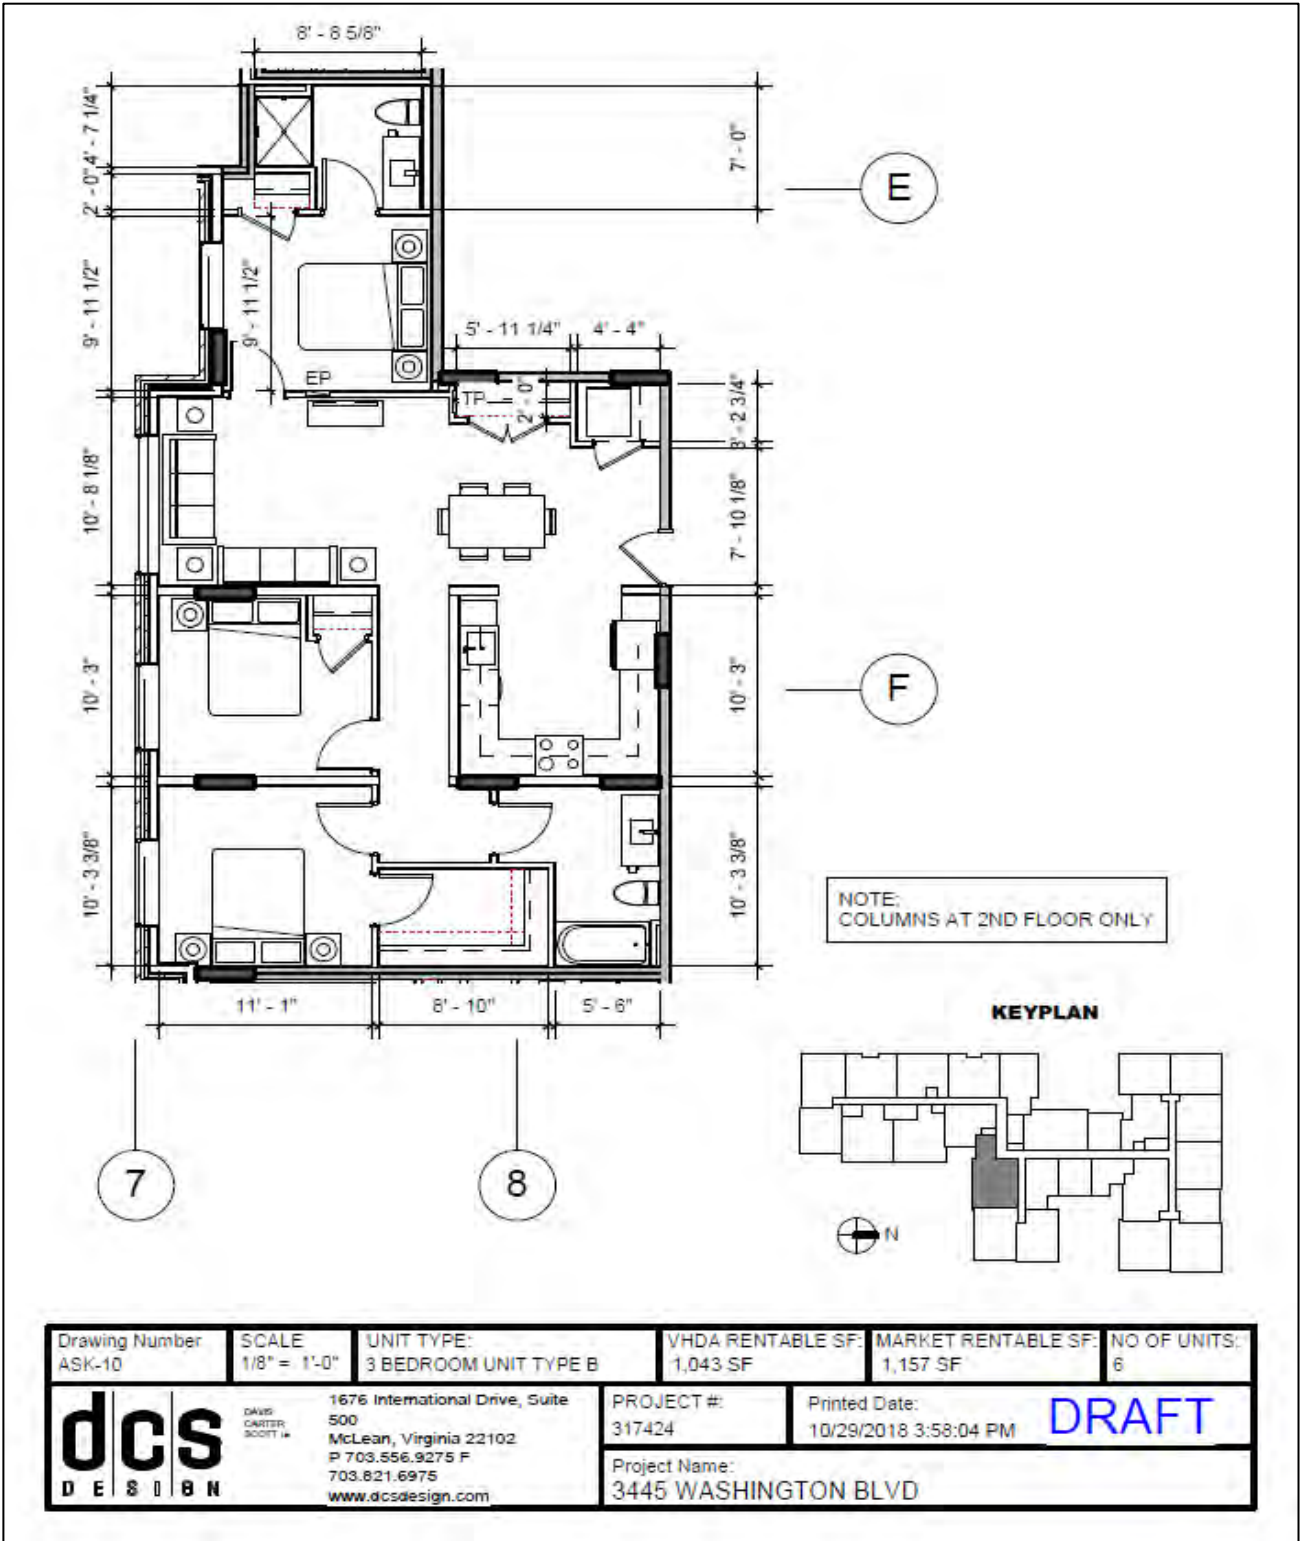 8' - 8 5/8"
4' - 7 1/4"
2' - 0"
9' - 11 1/2"
10' - 8 1/8"
10' - 3"
10' - 3 3/8"
7' - 0"
E
9' - 11 1/2"
EP
5' - 11 1/4"
4' - 4"
TP
2' - 0"
3' - 2 3/4"
7' - 10 1/8"
10' - 3"
F
10' - 3 3/8"
NOTE:
COLUMNS AT 2ND FLOOR ONLY
11' - 1"
8' - 10"
5' - 6"
KEYPLAN
7
8
N
Drawing Number
ASK-10
SCALE
1/8" = 1'-0"
UNIT TYPE:
3 BEDROOM UNIT TYPE B
VHDA RENTABLE SF:
1,043 SF
MARKET RENTABLE SF:
1,157 SF
NO OF UNITS:
6
dcs
DESIGN
DAVIS
CARTER
SCOTT
1676 International Drive, Suite
500
McLean, Virginia 22102
P 703.556.9275 F
703.821.6975
www.dcsdesign.com
PROJECT #:
317424
Printed Date:
10/29/2018 3:58:04 PM
DRAFT
Project Name:
3445 WASHINGTON BLVD